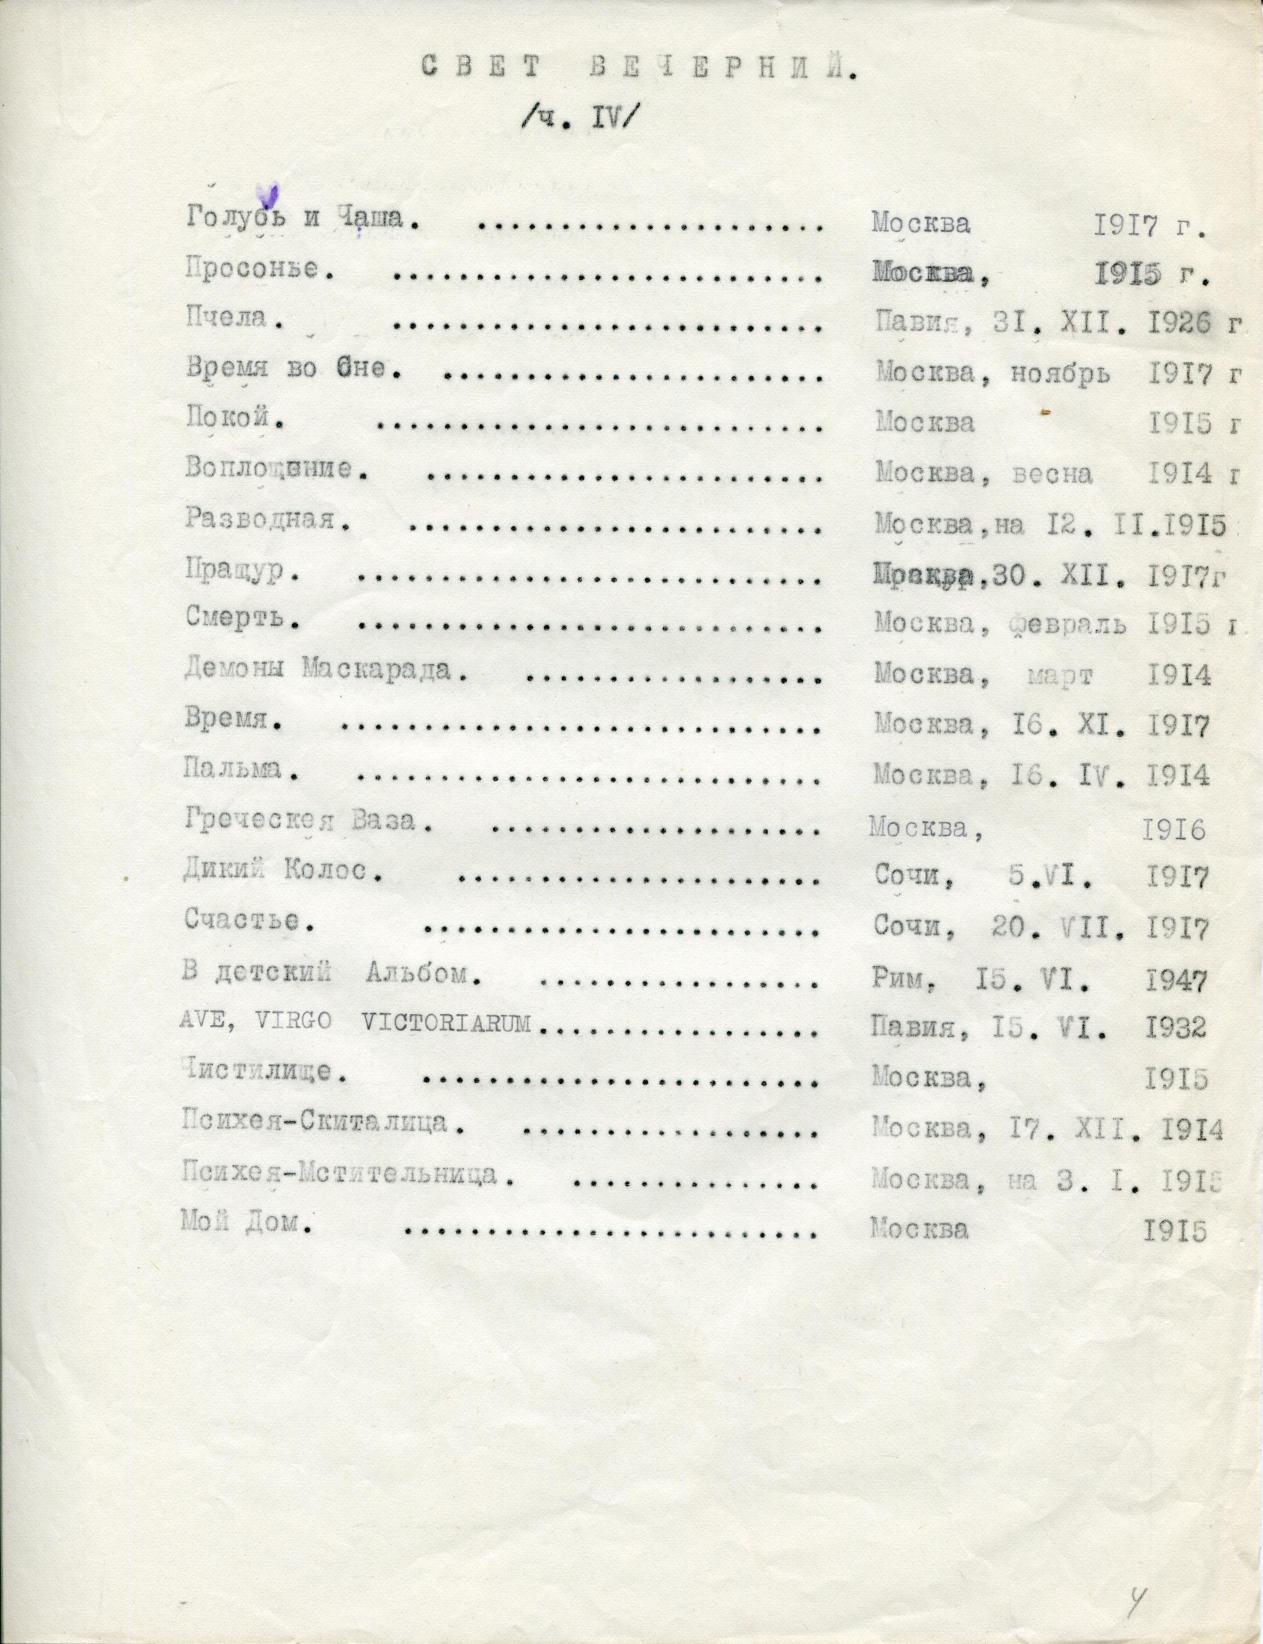 СВЕТ ВЕЧЕРНИЙ.
/ч. IV/
Голубь и Чаша. ..................... Москва 1917 г.
Просонье. .......................... Москва, 1915 г.
Пчела. .......................... Павия, 31. XII. 1926 г
Время во Сне. ....................... Москва, ноябрь 1917 г
Покой. ........................... Москва 1915 г
Воплощение. ........................ Москва, весна 1914 г
Разводная. ......................... Москва,на 12. II.1915
Пращур. ............................ 30. XII. 1917г
Смерть. ............................ Москва, февраль 1915 г
Демоны Маскарада. .................. Москва, март 1914
Время. ............................. Москва, 16. XI. 1917
Пальма. ............................ Москва, 16. IV. 1914
Греческея Ваза. .................... Москва, 1916
Дикий Колос. ...................... Сочи, 5.VI. 1917
Счастье. ........................ Сочи, 20. VII. 1917
В детский Альбом. ................. Рим, 15. VI. 1947
AVE, VIRGO VICTORIARUM................. Павия, 15. VI. 1932
Чистилище. ........................ Москва, 1915
Психея-Скиталица. .................. Москва, 17. XII. 1914
Психея-Мстительница. ............... Москва, на 3. I. 1915
Мой Дом. ......................... Москва 1915
4